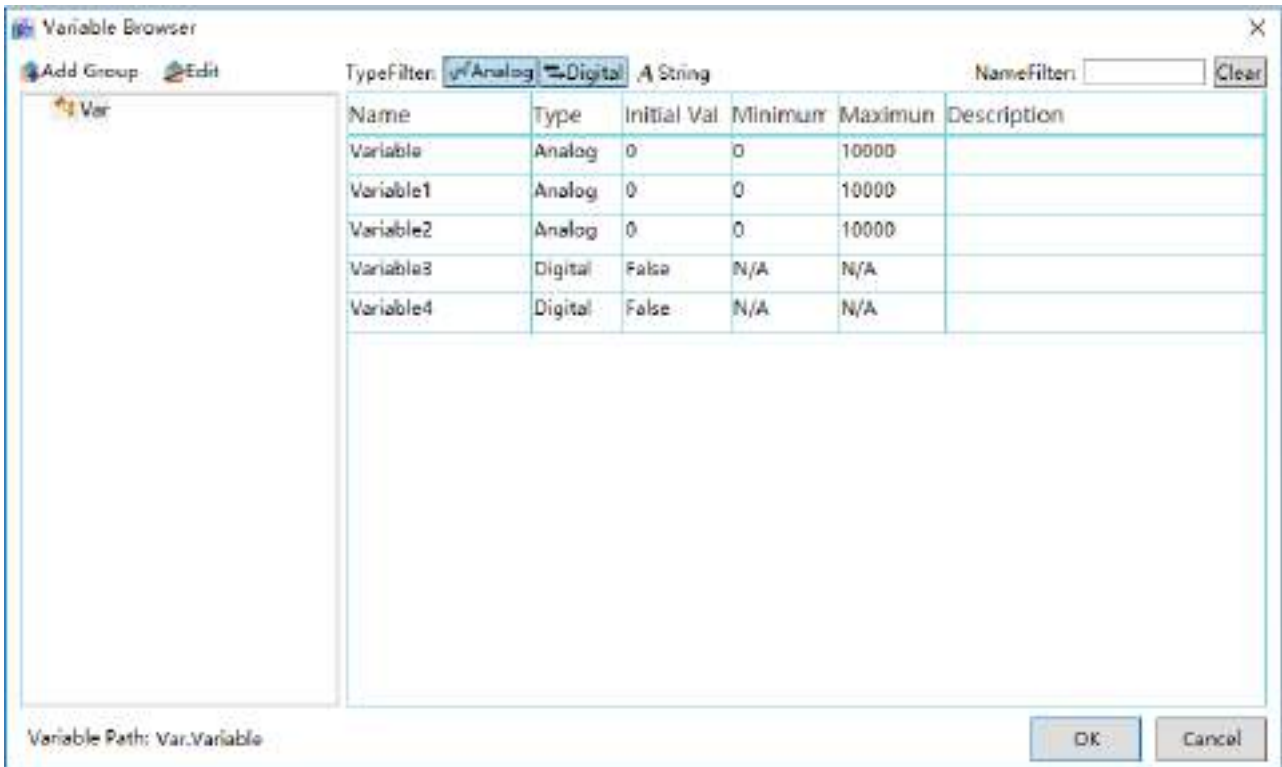 Variable Browser
Add Group Edit TypeFilter: Analog Digital A String NameFilter: Clear
Var
Name Type Initial Val Minimum Maximum Description
Variable Analog 0 0 10000
Variable1 Analog 0 0 10000
Variable2 Analog 0 0 10000
Variable3 Digital False N/A N/A
Variable4 Digital False N/A N/A
Variable Path: Var.Variable OK Cancel